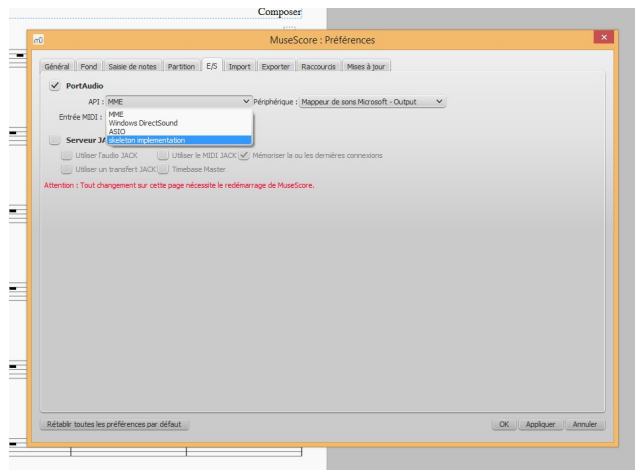 Composer
MuseScore : Préférences
Général Fond Saisie de notes Partition E/S Import Exporter Raccourcis Mises à jour
PortAudio
API : MME Périphérique : Mappeur de sons Microsoft - Output
Entrée MIDI : MME
Windows DirectSound
ASIO
Serveur JA skeleton implementation
Utiliser l'audio JACK Utiliser le MIDI JACK Mémoriser la ou les dernières connexions
Utiliser un transfert JACK Timebase Master
Attention : Tout changement sur cette page nécessite le redémarrage de MuseScore.
Rétablir toutes les préférences par défaut OK Appliquer Annuler